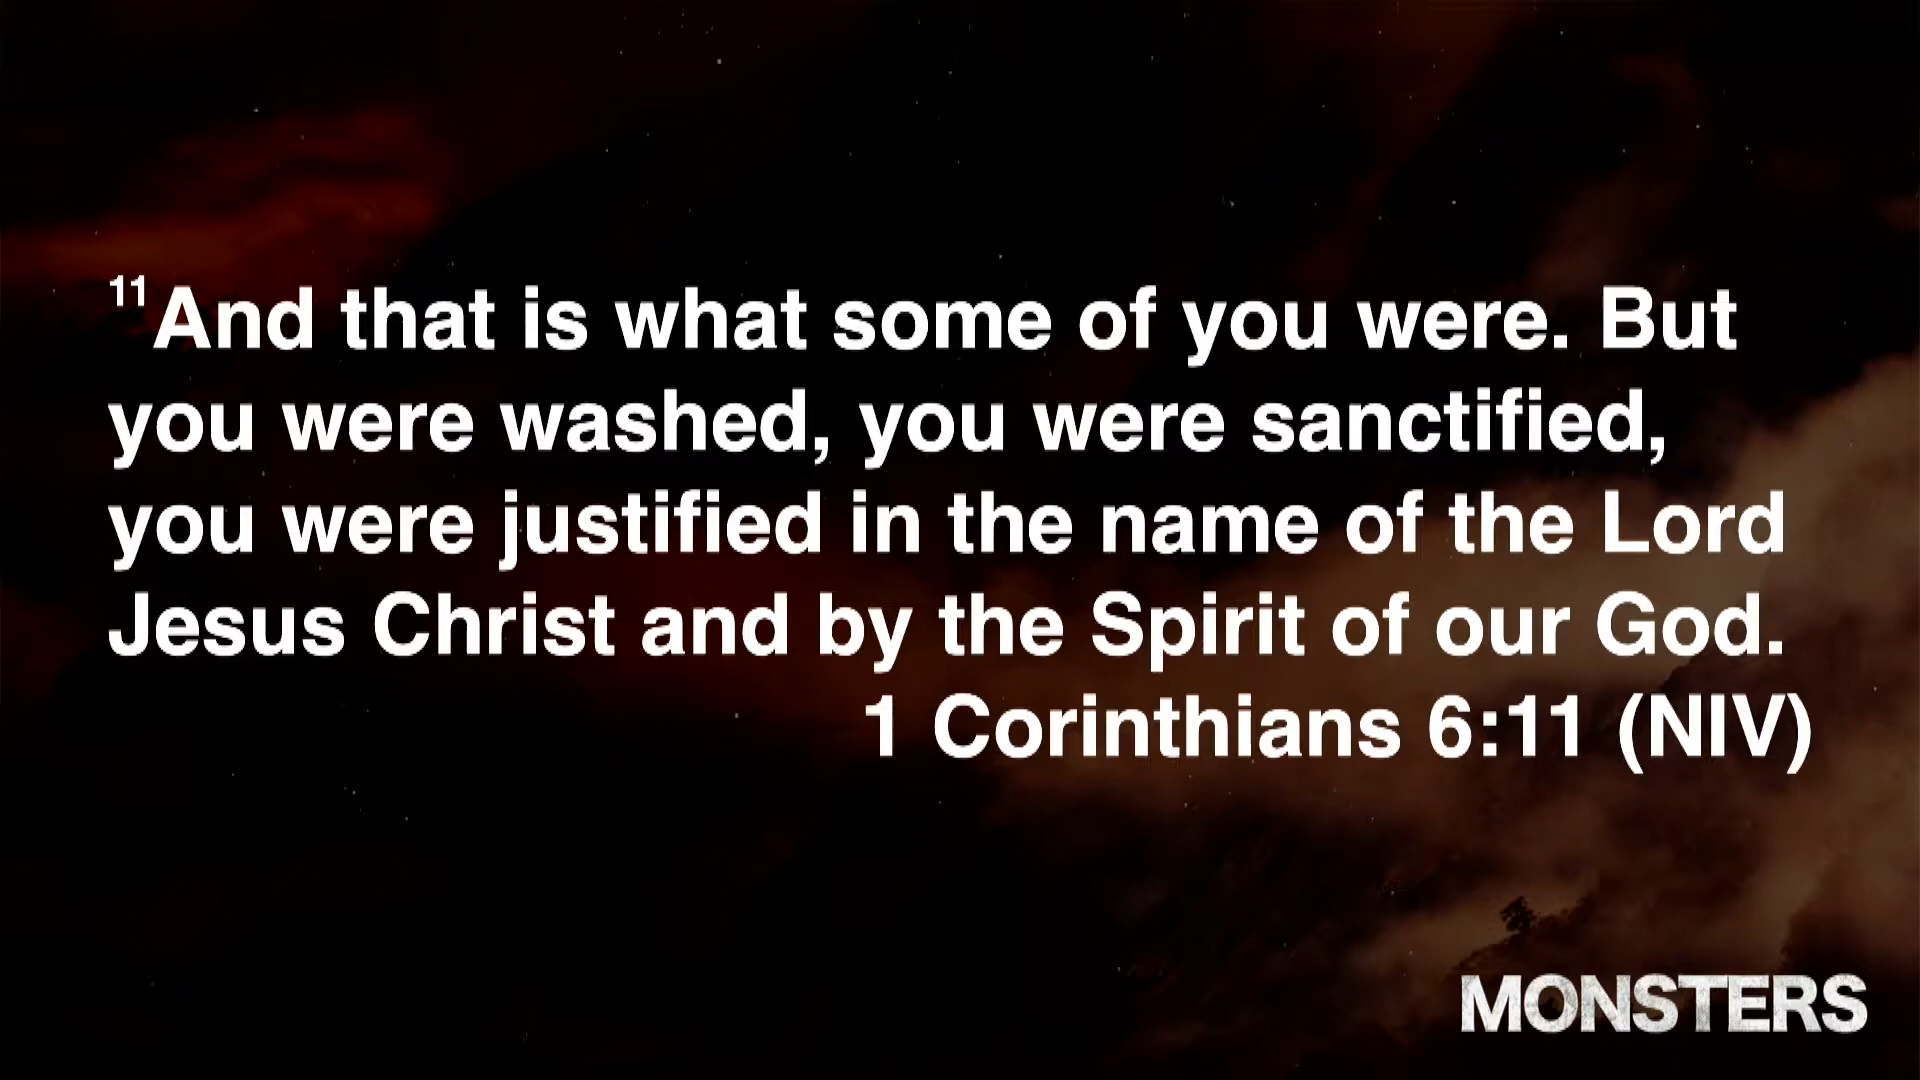 11And that is what some of you were. But
you were washed, you were sanctified,
you were justified in the name of the Lord
Jesus Christ and by the Spirit of our God.
1 Corinthians 6:11 (NIV)
MONSTERS